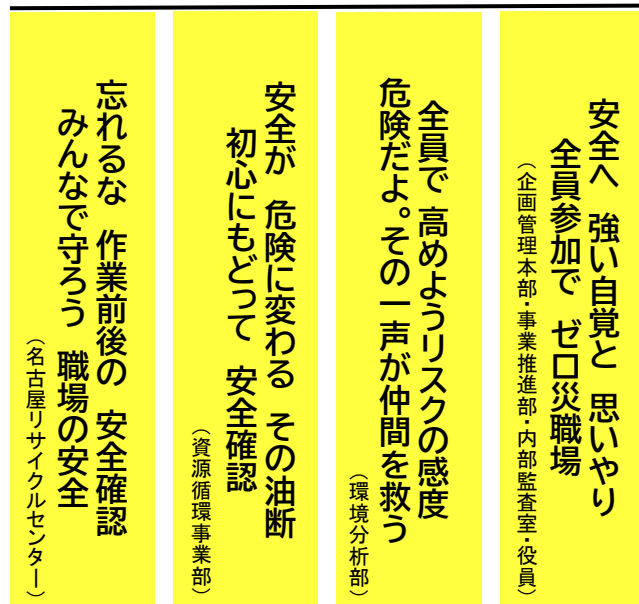 安全へ 強い自覚と 思いやり
全員参加で ゼロ災職場
（企画管理本部・事業推進部・内部監査室・役員）
全員で 高めようリスクの感度
危険だよ。その一声が仲間を救う
（環境分析部）
安全が 危険に変わる その油断
初心にもどって 安全確認
（資源循環事業部）
忘れるな 作業前後の 安全確認
みんなで守ろう 職場の安全
（名古屋リサイクルセンター）